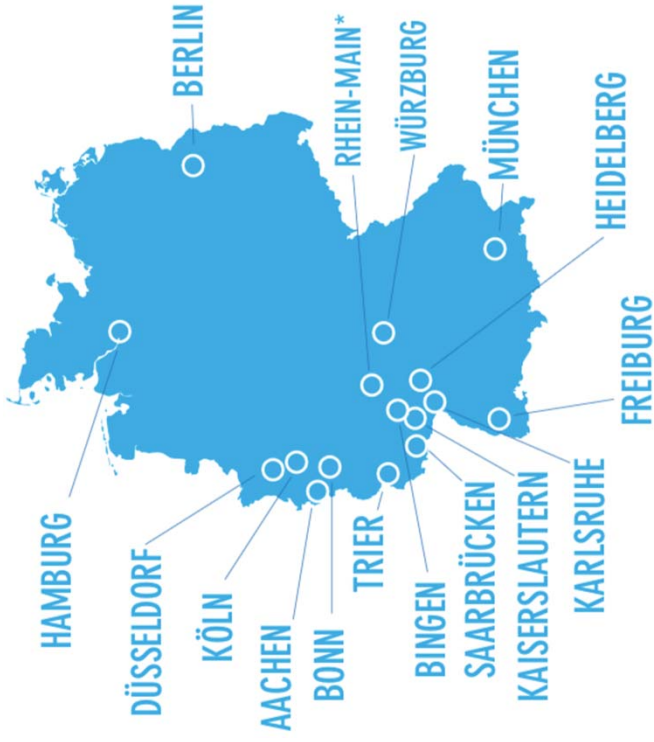 HAMBURG
DÜSSELDORF
KÖLN
AACHEN
BONN
TRIER
BINGEN
SAARBRÜCKEN
KAISERSLAUTERN
KARLSRUHE
BERLIN
RHEIN-MAIN*
WÜRZBURG
MÜNCHEN
HEIDELBERG
FREIBURG